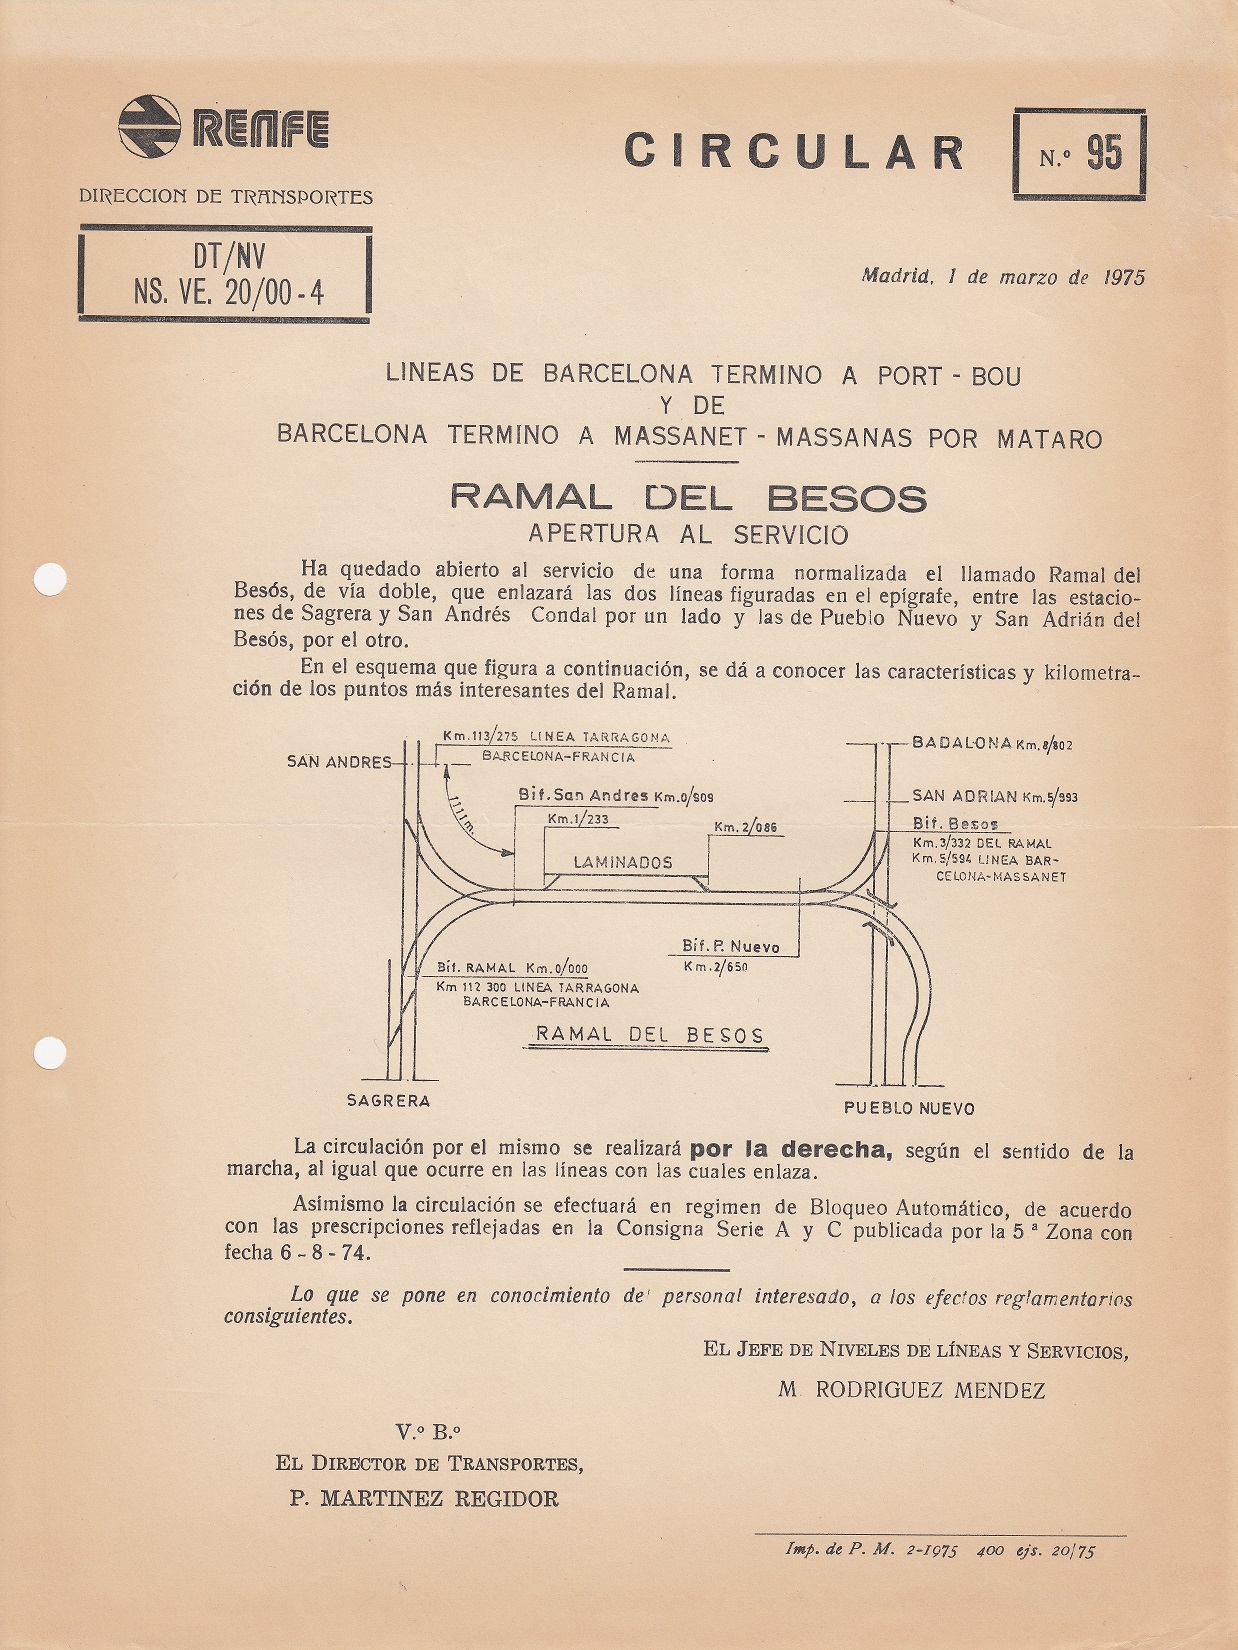 RENFE
CIRCULAR
N.º 95
DIRECCION DE TRANSPORTES
DT/NV
NS. VE. 20/00-4
Madrid, 1 de marzo de 1975
LINEAS DE BARCELONA TERMINO A PORT - BOU
Y DE
BARCELONA TERMINO A MASSANET - MASSANAS POR MATARO
RAMAL DEL BESOS
APERTURA AL SERVICIO
Ha quedado abierto al servicio de una forma normalizada el llamado Ramal del
Besós, de vía doble, que enlazará las dos líneas figuradas en el epígrafe, entre las estacio-
nes de Sagrera y San Andrés Condal por un lado y las de Pueblo Nuevo y San Adrián del
Besós, por el otro.
En el esquema que figura a continuación, se dá a conocer las características y kilometra-
ción de los puntos más interesantes del Ramal.
Km.113/275 LINEA TARRAGONA
BARCELONA-FRANCIA
SAN ANDRES
BADALONA Km.8/802
1111 m.
Bif. San Andres Km.0/909
SAN ADRIAN Km.5/993
Km.1/233
Km. 2/086
Bif. Besos
Km.3/332 DEL RAMAL
Km.5/594 LINEA BAR-
CELONA-MASSANET
LAMINADOS
Bif. P. Nuevo
Km.2/650
Bif. RAMAL Km.0/000
Km 112 300 LINEA TARRAGONA
BARCELONA-FRANCIA
RAMAL DEL BESOS
SAGRERA
PUEBLO NUEVO
La circulación por el mismo se realizará por la derecha, según el sentido de la
marcha, al igual que ocurre en las líneas con las cuales enlaza.
Asimismo la circulación se efectuará en regimen de Bloqueo Automático, de acuerdo
con las prescripciones reflejadas en la Consigna Serie A y C publicada por la 5ª Zona con
fecha 6 - 8 - 74.
Lo que se pone en conocimiento de' personal interesado, a los efectos reglamentarios
consiguientes.
EL JEFE DE NIVELES DE LÍNEAS Y SERVICIOS,
M RODRIGUEZ MENDEZ
V.º B.º
EL DIRECTOR DE TRANSPORTES,
P. MARTINEZ REGIDOR
Imp. de P. M. 2-1975 400 ejs. 20/75